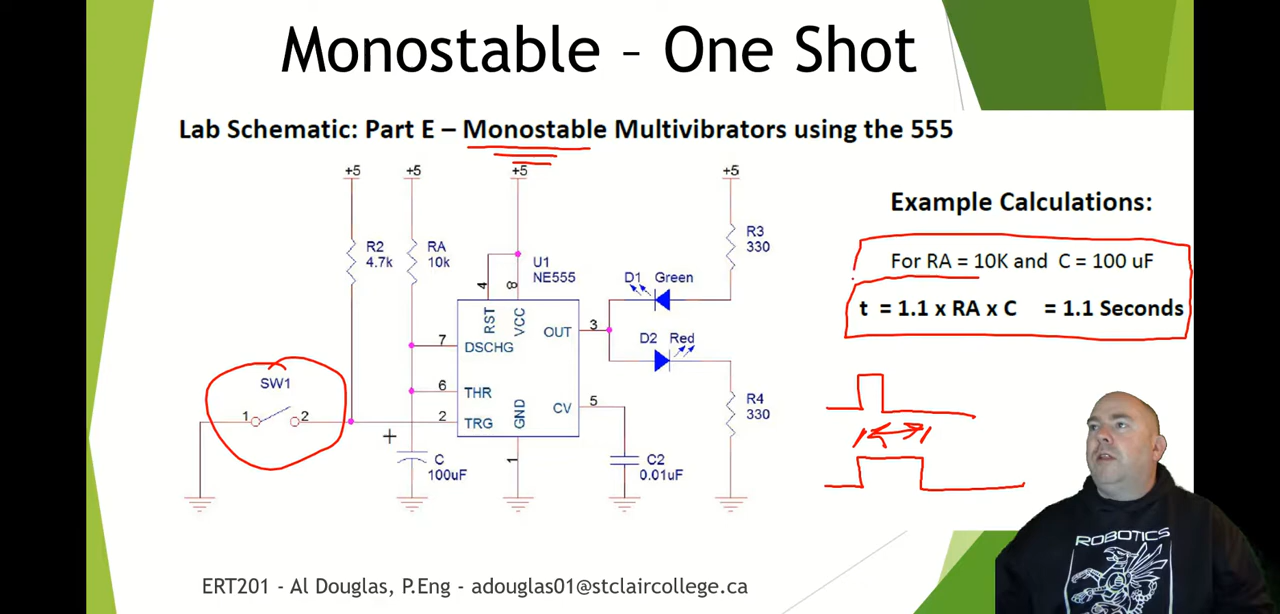 Monostable – One Shot
Lab Schematic: Part E – Monostable Multivibrators using the 555
+5
+5
+5
+5
R2
4.7k
RA
10k
U1
NE555
R3
330
4
8
RST
VCC
D1 Green
7
DSCHG
OUT
3
D2 Red
SW1
1
2
6
THR
2
TRG
GND
CV
5
R4
330
C
100uF
1
C2
0.01uF
Example Calculations:
For RA = 10K and C = 100 uF
t = 1.1 x RA x C = 1.1 Seconds
ROBOTICS
ERT201 - Al Douglas, P.Eng - adouglas01@stclaircollege.ca